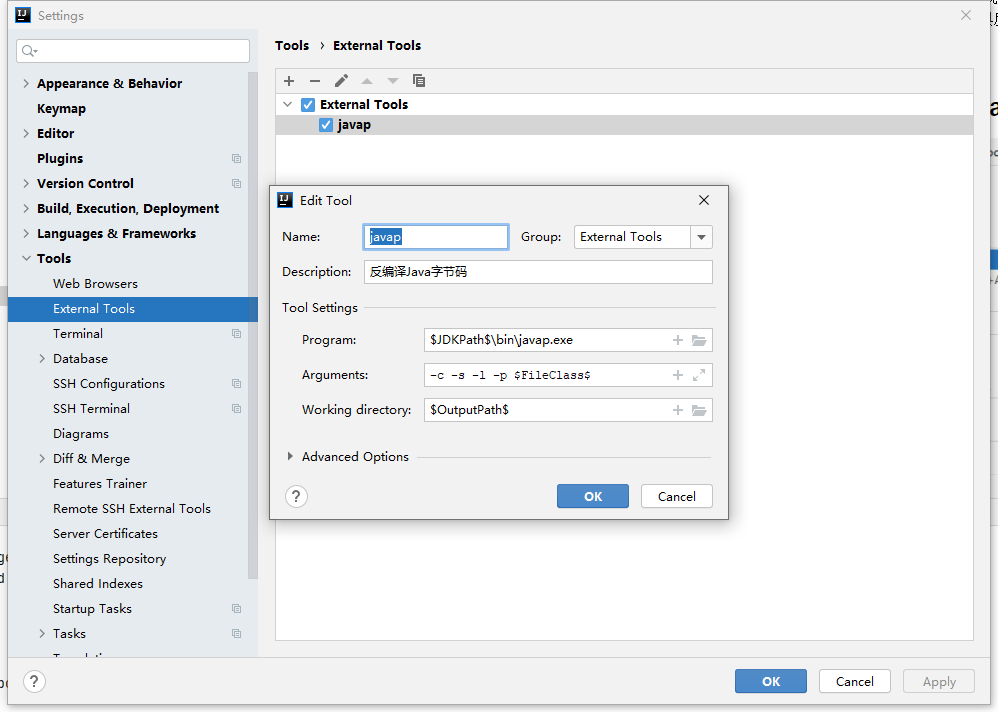 Settings
Tools › External Tools
Appearance & Behavior
Keymap
Editor
Plugins
Version Control
Build, Execution, Deployment
Languages & Frameworks
Tools
Web Browsers
External Tools
Terminal
Database
SSH Configurations
SSH Terminal
Diagrams
Diff & Merge
Features Trainer
Remote SSH External Tools
Server Certificates
Settings Repository
Shared Indexes
Startup Tasks
Tasks
External Tools
javap
Edit Tool
Name: javap Group: External Tools
Description: 反编译Java字节码
Tool Settings
Program: $JDKPath$\bin\javap.exe
Arguments: -c -s -l -p $FileClass$
Working directory: $OutputPath$
Advanced Options
? OK Cancel
? OK Cancel Apply